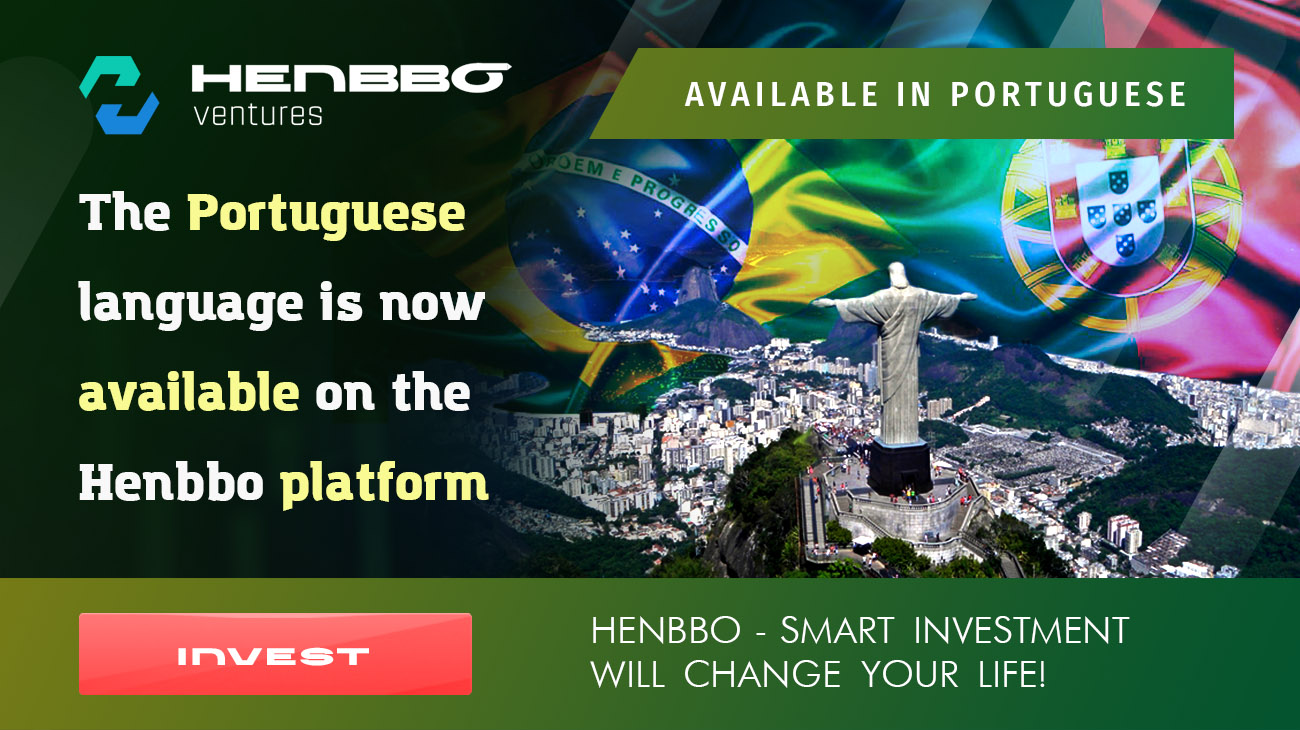 HENBBO
ventures
AVAILABLE IN PORTUGUESE
The Portuguese
language is now
available on the
Henbbo platform
ORDEM E PROGRESSO
INVEST
HENBBO - SMART INVESTMENT
WILL CHANGE YOUR LIFE!